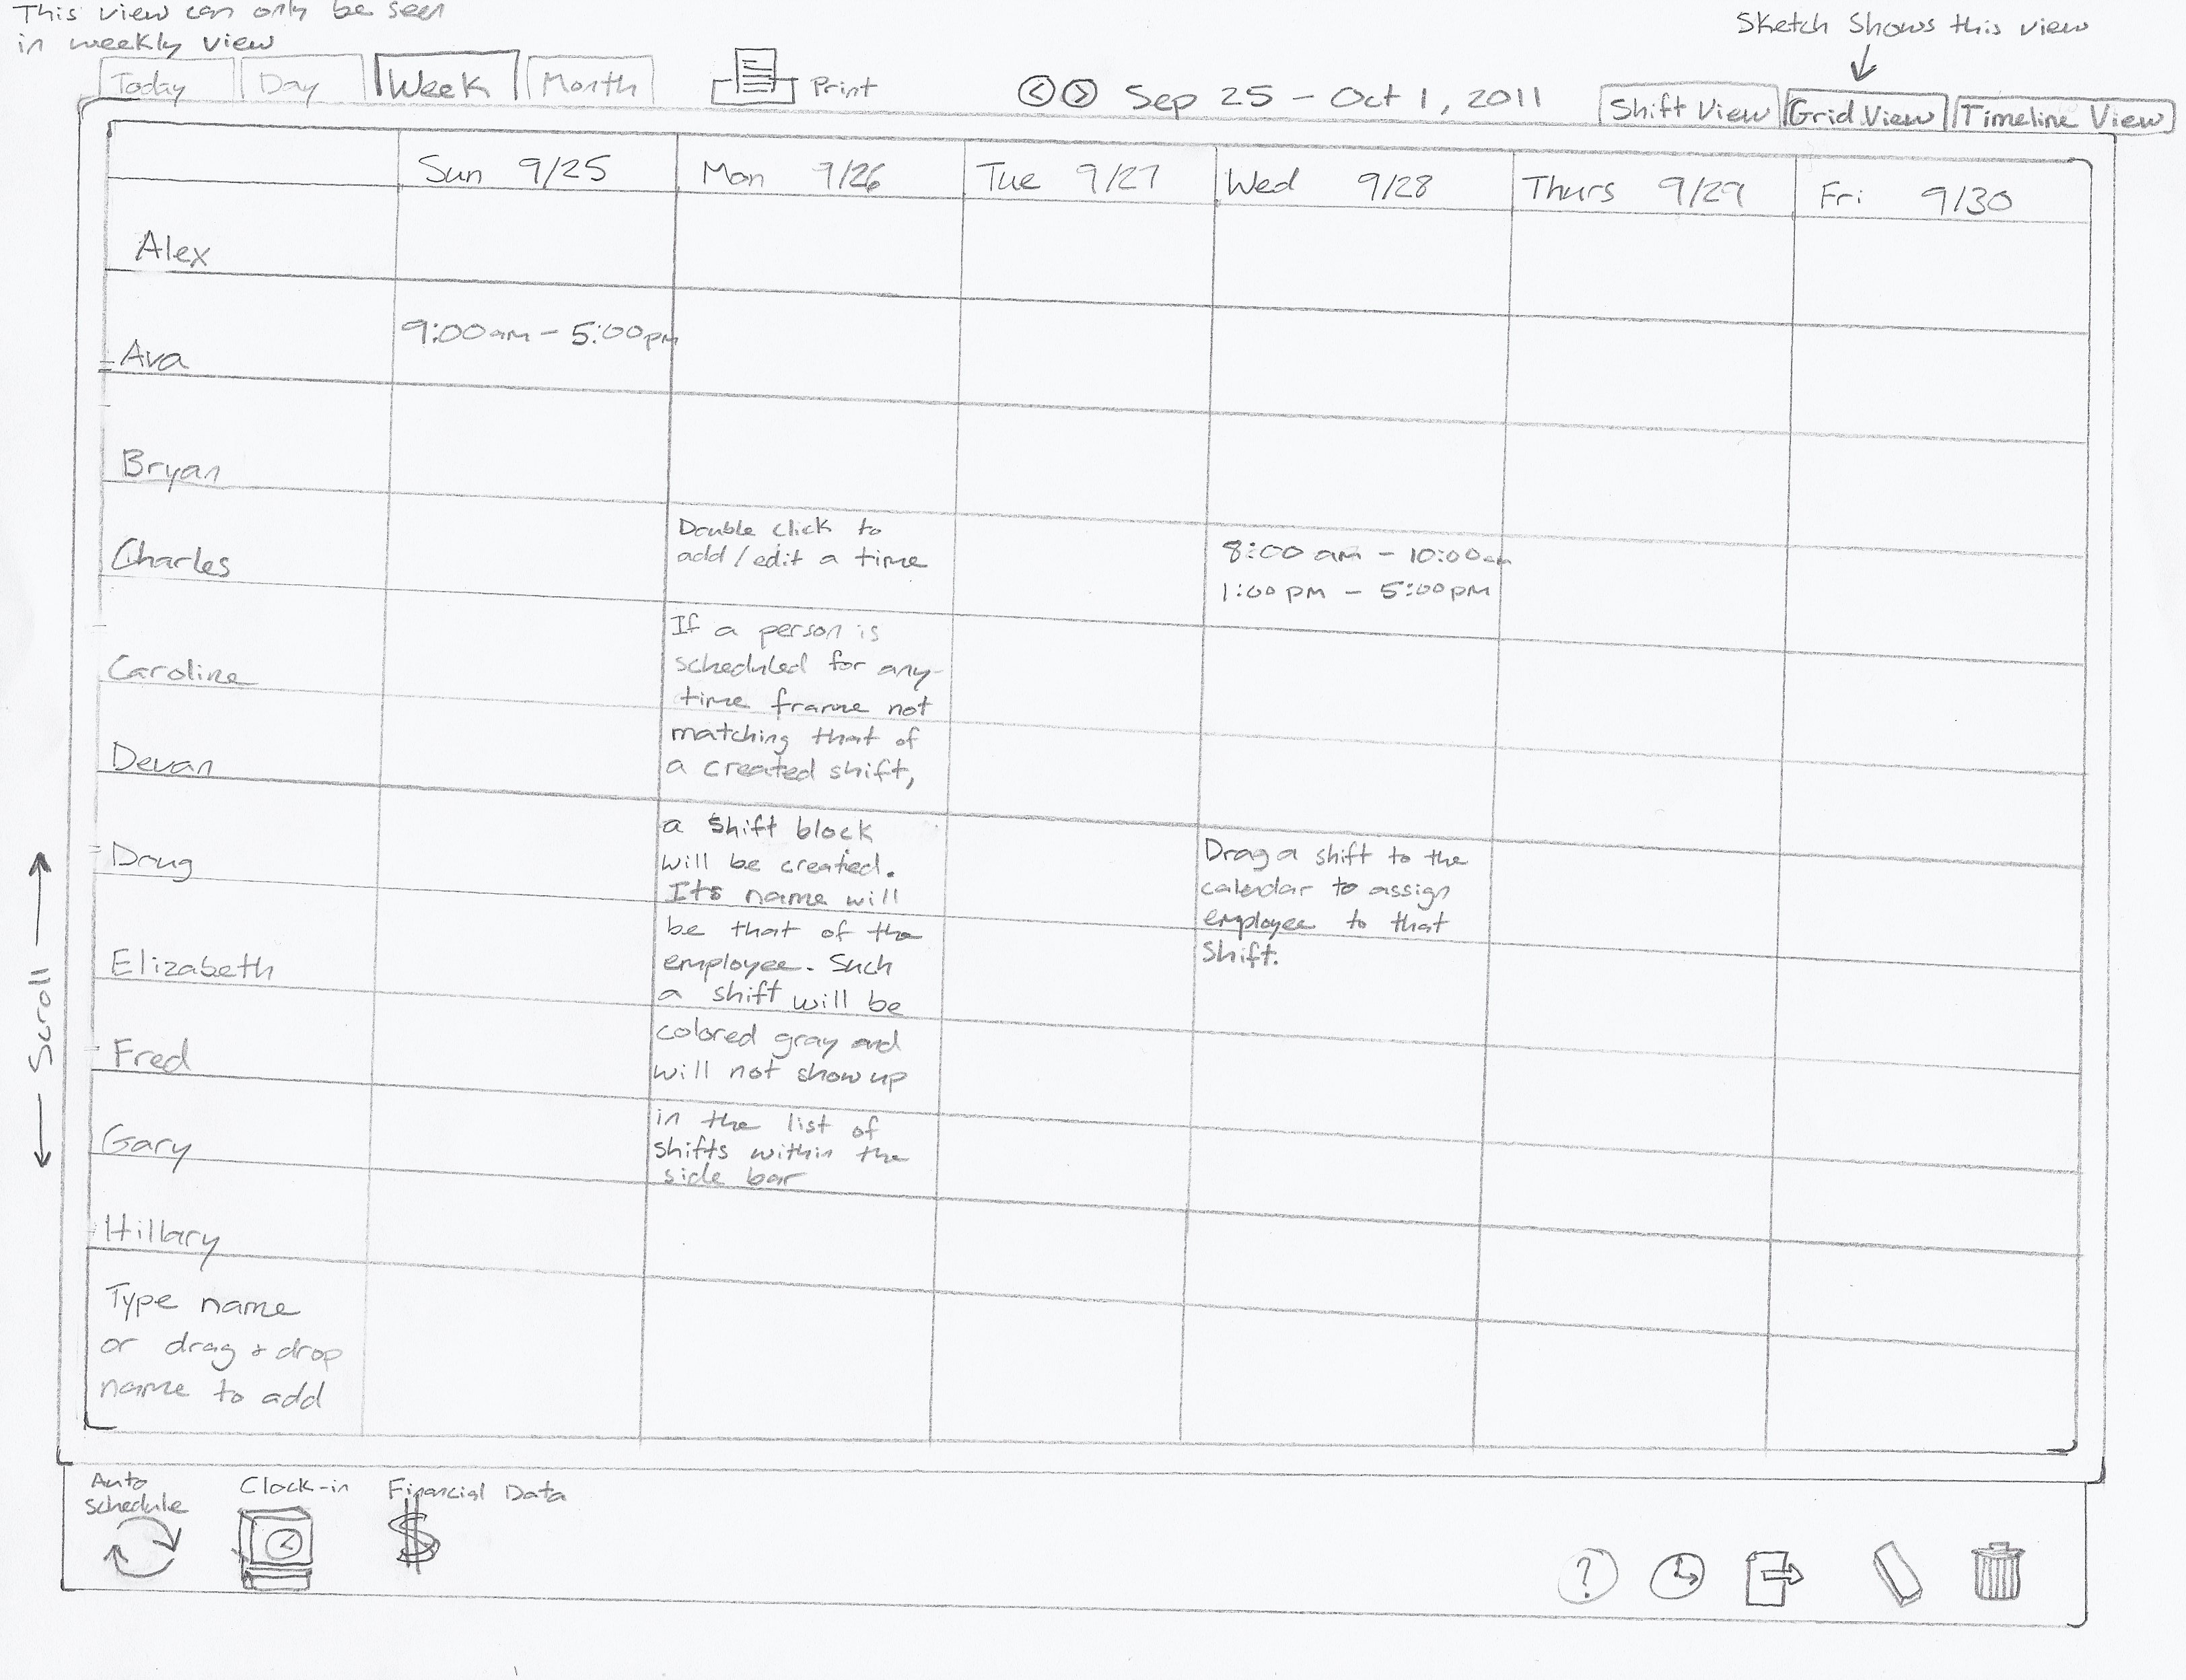 This view can only be seen
in weekly view
Sketch Shows this view
Today Day Week Month Print
< > Sep 25 - Oct 1, 2011
Shift View Grid View Timeline View
Sun 9/25 Mon 9/26 Tue 9/27 Wed 9/28 Thurs 9/29 Fri 9/30
Alex
Ava
9:00am - 5:00pm
Bryan
Charles
Double click to
add/edit a time
8:00 am - 10:00am
1:00pm - 5:00pm
Caroline
Devan
Doug
Elizabeth
Fred
Gary
Hillary
If a person is
scheduled for any-
time frame not
matching that of
a created shift,
a shift block
will be created.
Its name will
be that of the
employee. Such
a shift will be
colored gray and
will not show up
in the list of
shifts within the
side bar
Drag a shift to the
calendar to assign
employee to that
Shift.
Scroll
Type name
or drag + drop
name to add
Auto
schedule
Clock-in
Financial Data
$
?